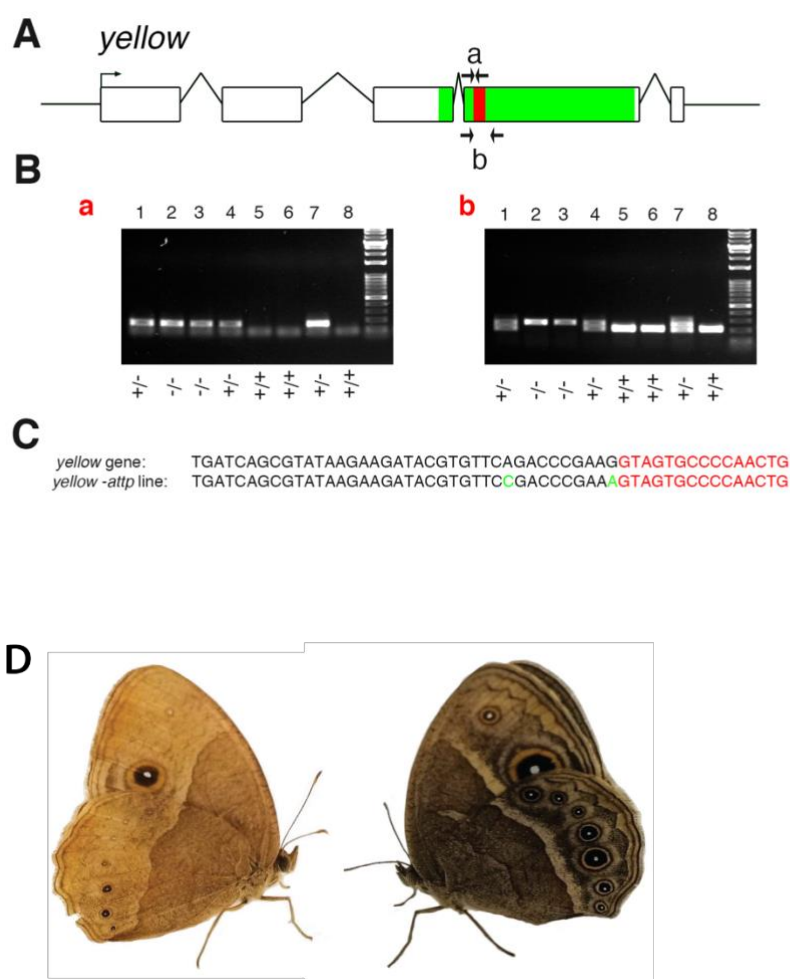 A
yellow
a
b
B
a 1 2 3 4 5 6 7 8
b 1 2 3 4 5 6 7 8
+/- -/- -/- +/- +/+ +/+ +/- +/+
+/- -/- -/- +/- +/+ +/+ +/- +/+
C
yellow gene: TGATCAGCGTATAAGAAGATACGTGTTCAGACCCGAAGGTAGTGCCCCAACTG
yellow -attp line: TGATCAGCGTATAAGAAGATACGTGTTCCGACCCGAAAGTAGTGCCCCAACTG
D